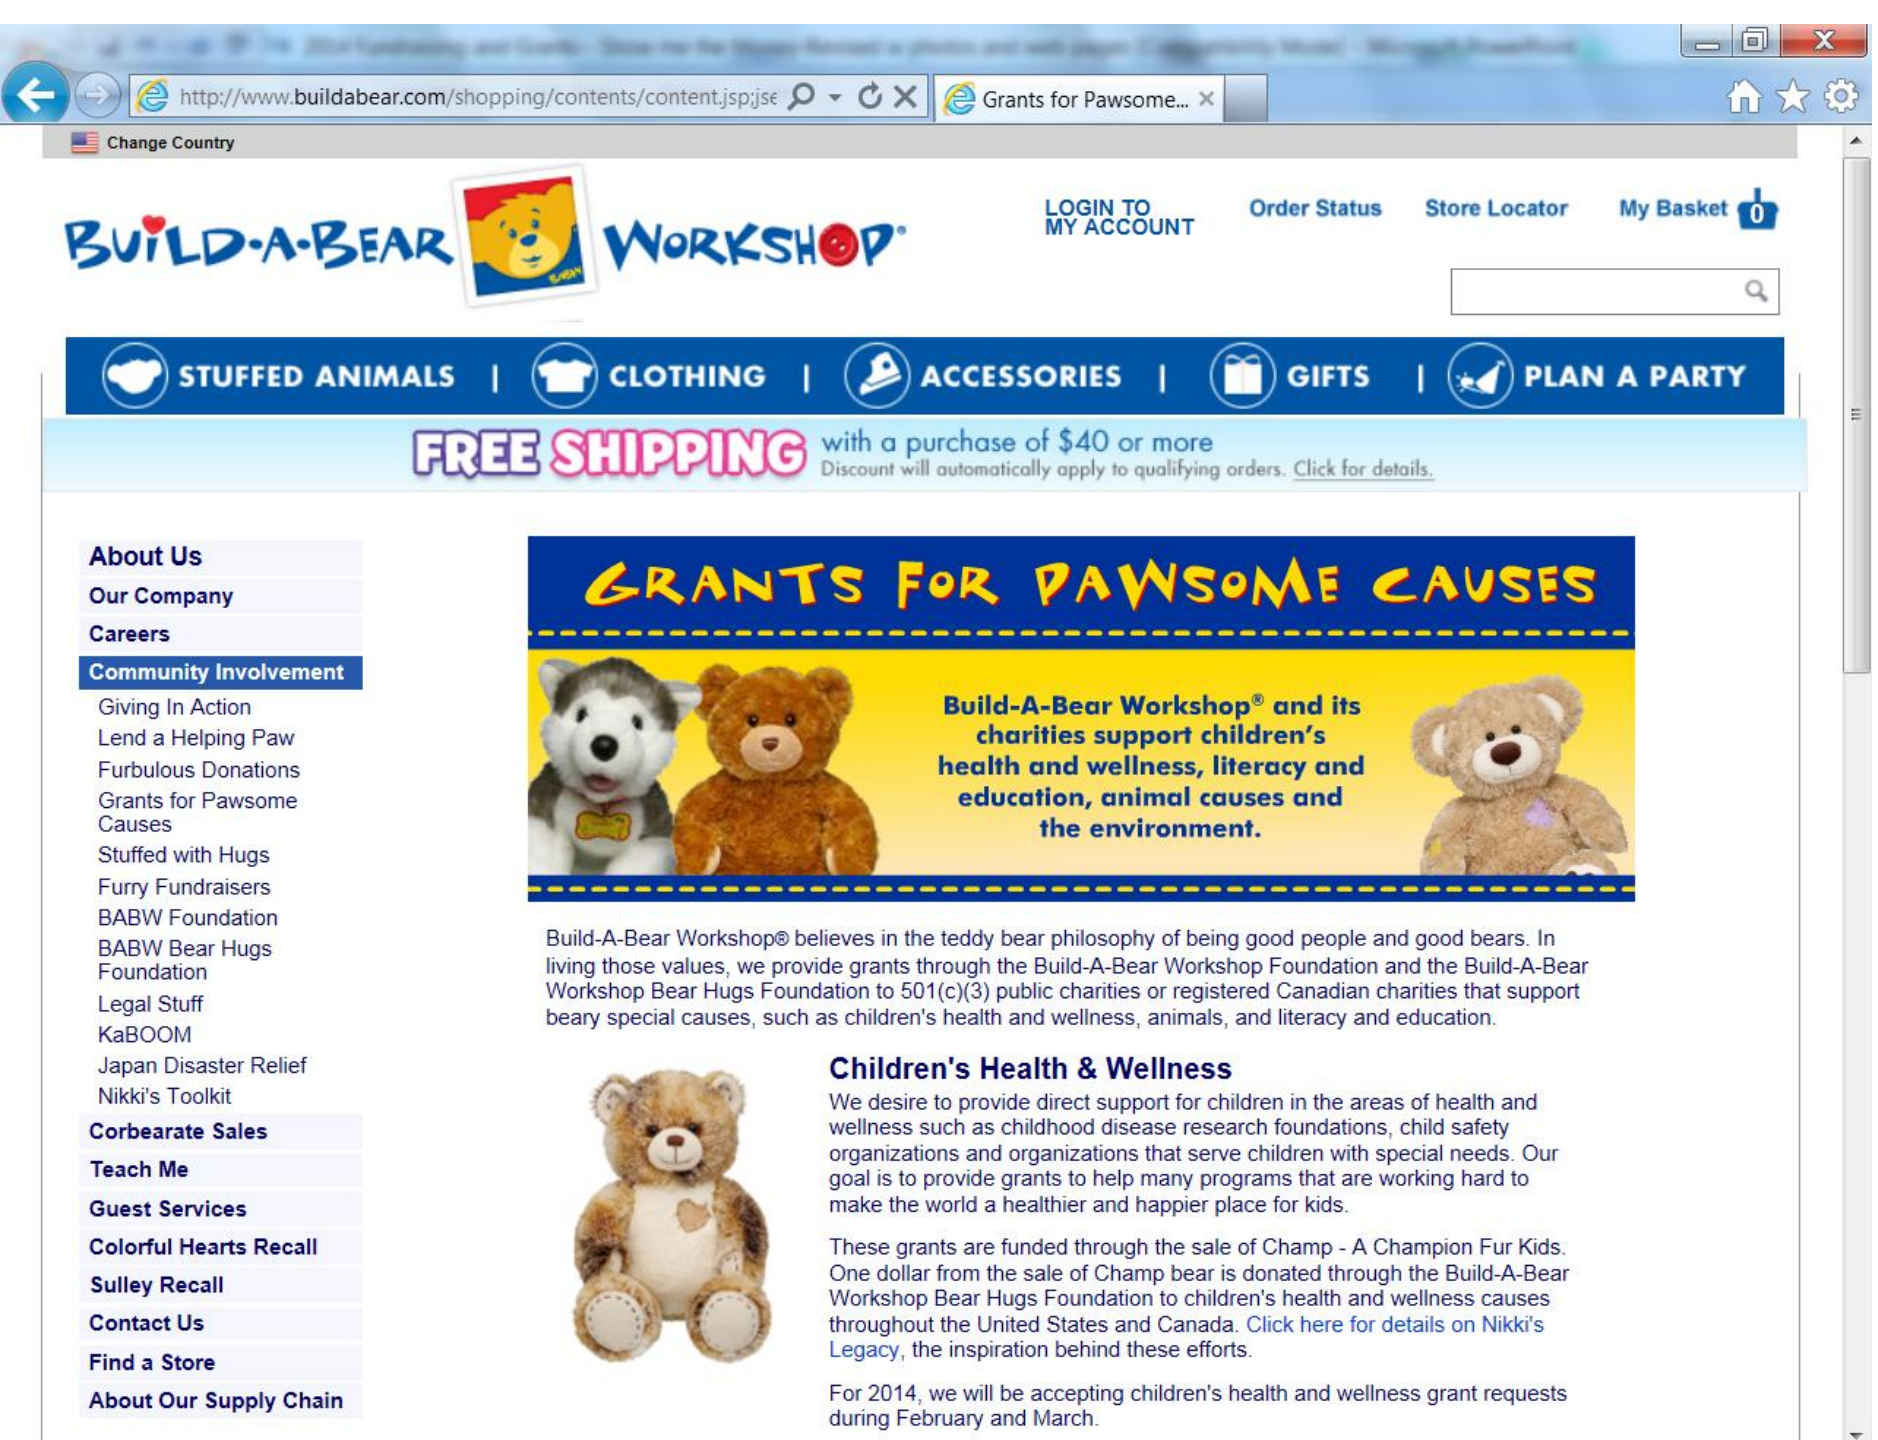 http://www.buildabear.com/shopping/contents/content.jsp;jse
Grants for Pawsome...
Change Country
BUILD-A-BEAR WORKSHOP®
LOGIN TO
MY ACCOUNT
Order Status
Store Locator
My Basket
0
STUFFED ANIMALS | CLOTHING | ACCESSORIES | GIFTS | PLAN A PARTY
FREE SHIPPING with a purchase of $40 or more
Discount will automatically apply to qualifying orders. Click for details.
About Us
Our Company
Careers
Community Involvement
Giving In Action
Lend a Helping Paw
Furbulous Donations
Grants for Pawsome
Causes
Stuffed with Hugs
Furry Fundraisers
BABW Foundation
BABW Bear Hugs
Foundation
Legal Stuff
KaBOOM
Japan Disaster Relief
Nikki's Toolkit
Corbearate Sales
Teach Me
Guest Services
Colorful Hearts Recall
Sulley Recall
Contact Us
Find a Store
About Our Supply Chain
GRANTS FOR PAWSOME CAUSES
Build-A-Bear Workshop® and its
charities support children's
health and wellness, literacy and
education, animal causes and
the environment.
Build-A-Bear Workshop® believes in the teddy bear philosophy of being good people and good bears. In
living those values, we provide grants through the Build-A-Bear Workshop Foundation and the Build-A-Bear
Workshop Bear Hugs Foundation to 501(c)(3) public charities or registered Canadian charities that support
beary special causes, such as children's health and wellness, animals, and literacy and education.
Children's Health & Wellness
We desire to provide direct support for children in the areas of health and
wellness such as childhood disease research foundations, child safety
organizations and organizations that serve children with special needs. Our
goal is to provide grants to help many programs that are working hard to
make the world a healthier and happier place for kids.
These grants are funded through the sale of Champ - A Champion Fur Kids.
One dollar from the sale of Champ bear is donated through the Build-A-Bear
Workshop Bear Hugs Foundation to children's health and wellness causes
throughout the United States and Canada. Click here for details on Nikki's
Legacy, the inspiration behind these efforts.
For 2014, we will be accepting children's health and wellness grant requests
during February and March.